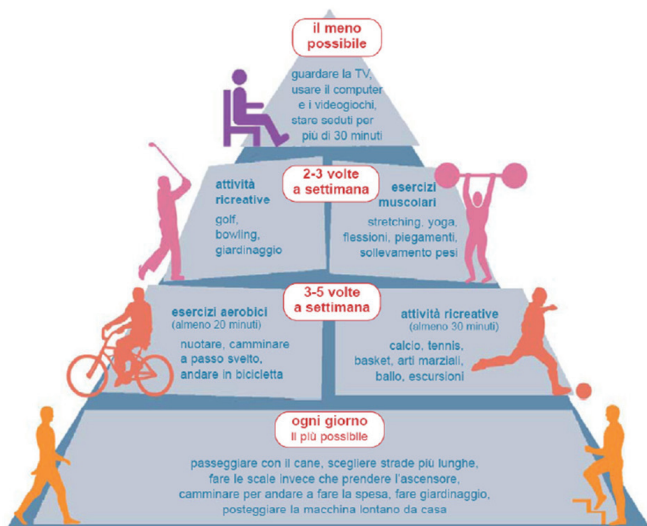 il meno
possibile
guardare la TV,
usare il computer
e i videogiochi,
stare seduti per
più di 30 minuti
2-3 volte
a settimana
attività
ricreative
golf,
bowling,
giardinaggio
esercizi
muscolari
stretching, yoga,
flessioni, piegamenti,
sollevamento pesi
3-5 volte
a settimana
esercizi aerobici
(almeno 20 minuti)
nuotare, camminare
a passo svelto,
andare in bicicletta
attività ricreative
(almeno 30 minuti)
calcio, tennis,
basket, arti marziali,
ballo, escursioni
ogni giorno
il più possibile
passeggiare con il cane, scegliere strade più lunghe,
fare le scale invece che prendere l'ascensore,
camminare per andare a fare la spesa, fare giardinaggio,
posteggiare la macchina lontano da casa